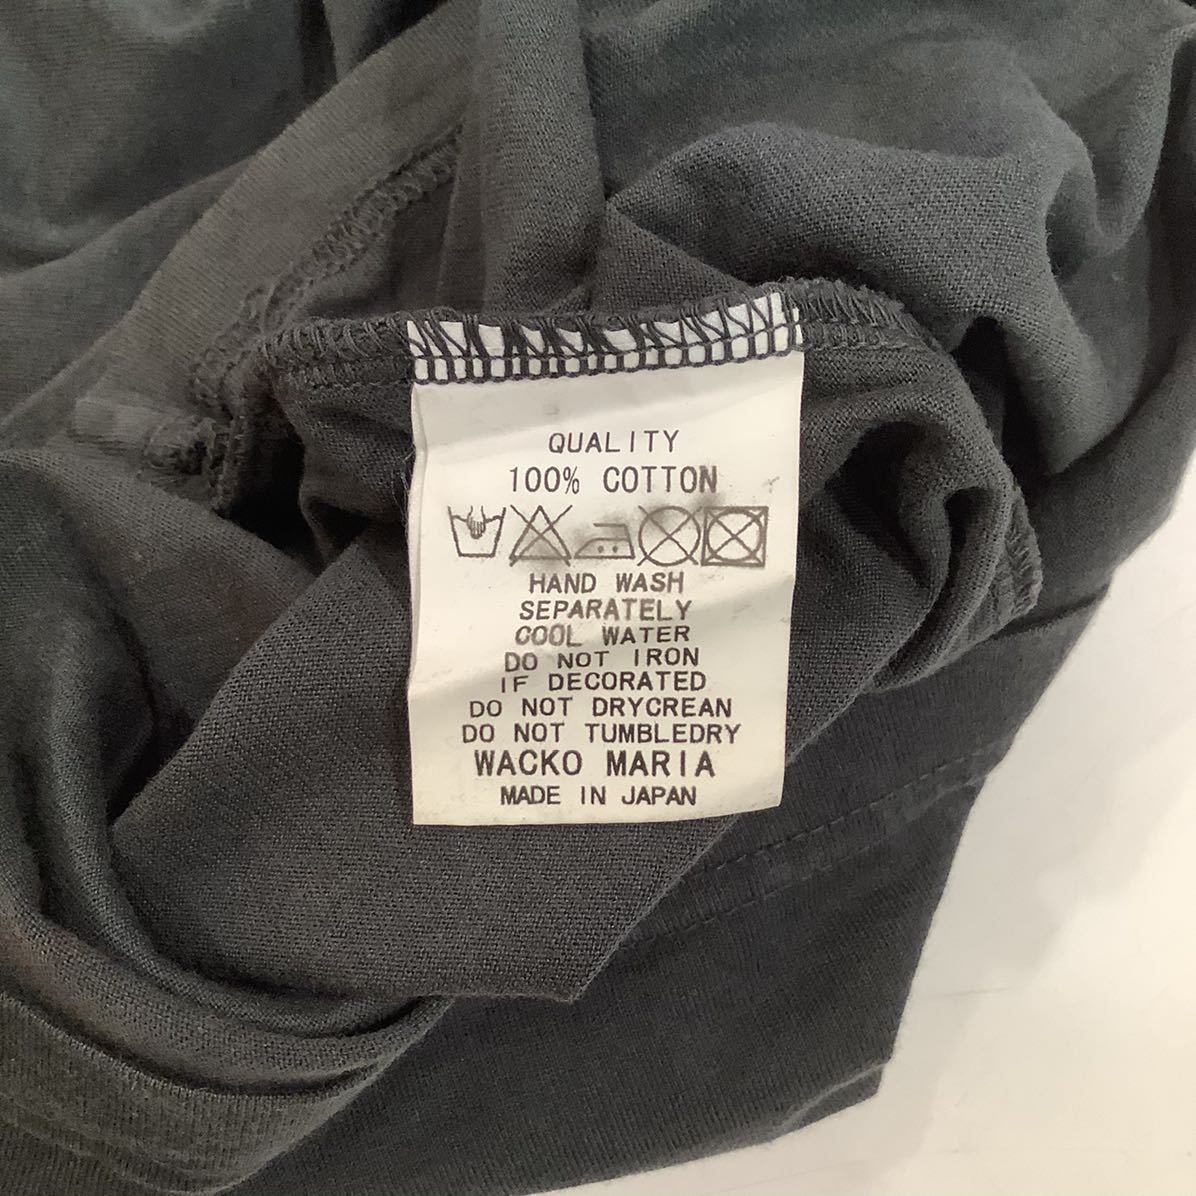 QUALITY
100% COTTON
HAND WASH
SEPARATELY
COOL WATER
DO NOT IRON
IF DECORATED
DO NOT DRYCREAN
DO NOT TUMBLEDRY
WACKO MARIA
MADE IN JAPAN